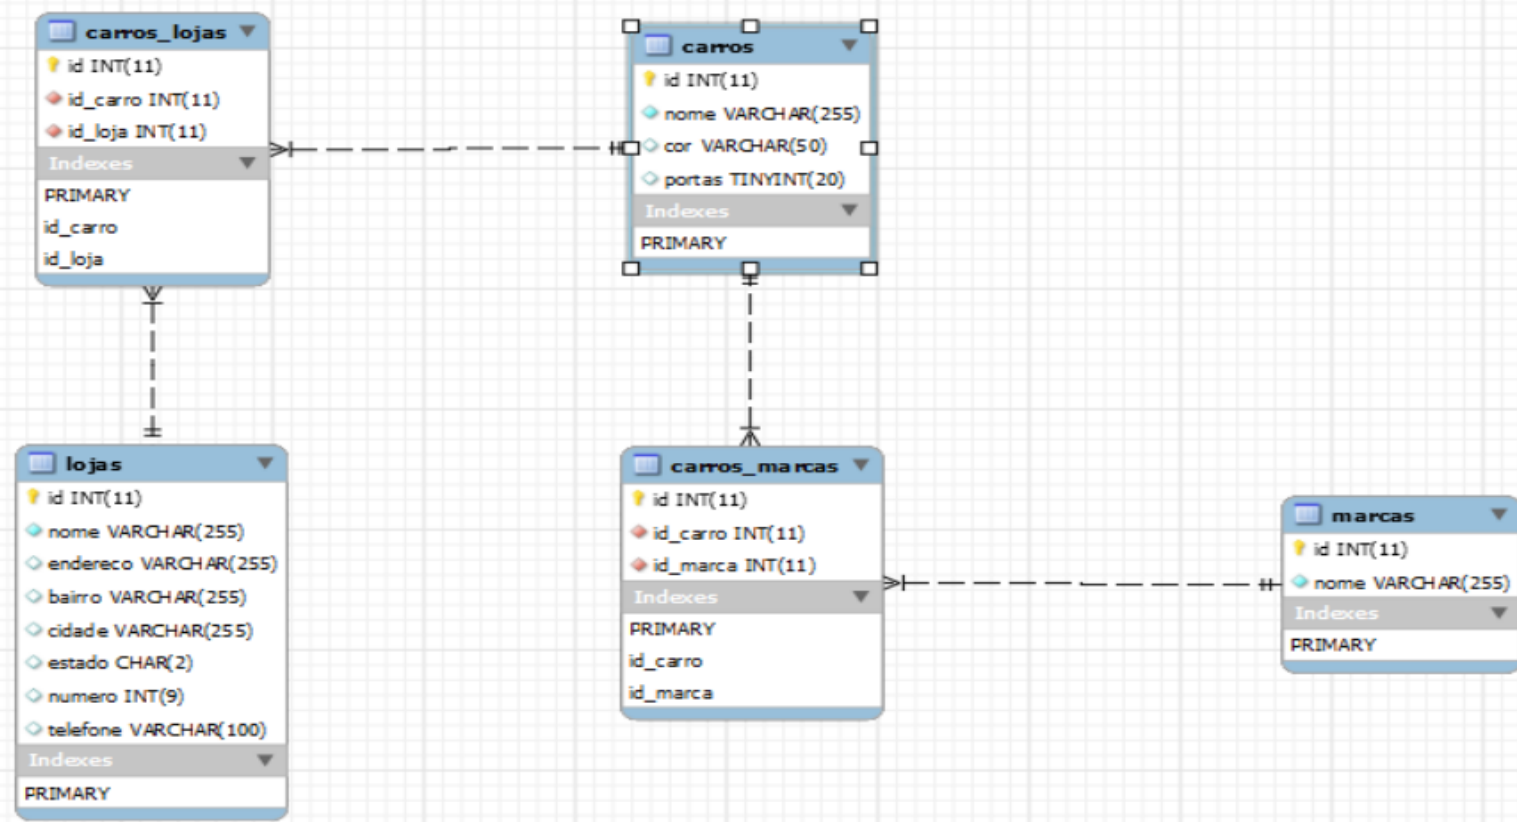 carros_lojas
id INT(11)
id_carro INT(11)
id_loja INT(11)
Indexes
PRIMARY
id_carro
id_loja
carros
id INT(11)
nome VARCHAR(255)
cor VARCHAR(50)
portas TINYINT(20)
Indexes
PRIMARY
lojas
id INT(11)
nome VARCHAR(255)
endereco VARCHAR(255)
bairro VARCHAR(255)
cidade VARCHAR(255)
estado CHAR(2)
numero INT(9)
telefone VARCHAR(100)
Indexes
PRIMARY
carros_marcas
id INT(11)
id_carro INT(11)
id_marca INT(11)
Indexes
PRIMARY
id_carro
id_marca
marcas
id INT(11)
nome VARCHAR(255)
Indexes
PRIMARY